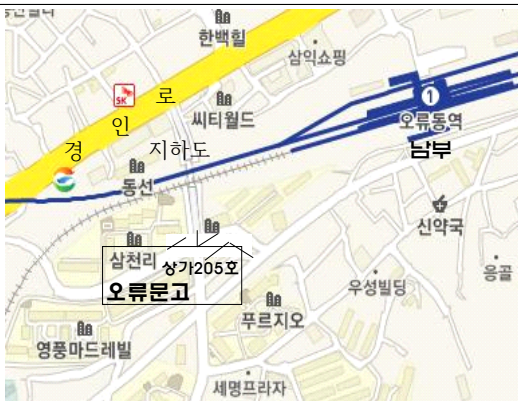 한백힐
삼익쇼핑
SK
로
씨티월드
인
1
오류동역
남부
경
지하도
동선
신약국
삼천리
상가205호
오류문고
응골
우성빌딩
푸르지오
영풍마드레빌
세명프라자